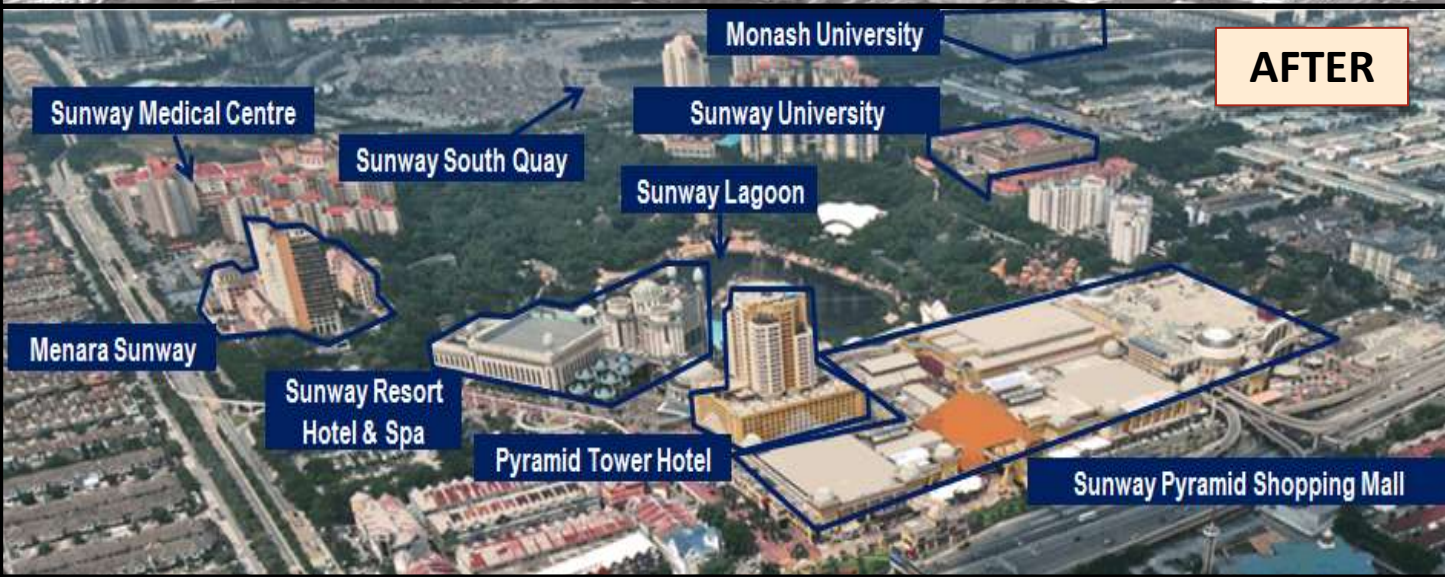 Monash University
AFTER
Sunway Medical Centre
Sunway University
Sunway South Quay
Sunway Lagoon
Menara Sunway
Sunway Resort
Hotel & Spa
Pyramid Tower Hotel
Sunway Pyramid Shopping Mall